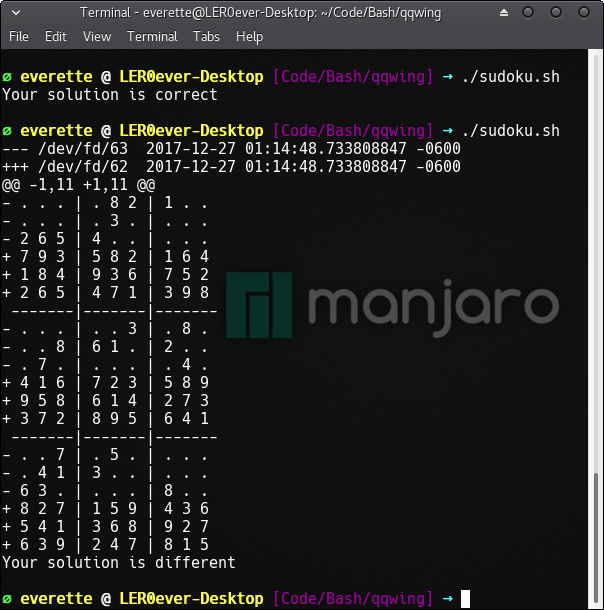 Terminal - everette@LER0ever-Desktop: ~/Code/Bash/qqwing
File Edit View Terminal Tabs Help
ø everette @ LER0ever-Desktop [Code/Bash/qqwing] → ./sudoku.sh
Your solution is correct
ø everette @ LER0ever-Desktop [Code/Bash/qqwing] → ./sudoku.sh
--- /dev/fd/63  2017-12-27 01:14:48.733808847 -0600
+++ /dev/fd/62  2017-12-27 01:14:48.733808847 -0600
@@ -1,11 +1,11 @@
- . . . | . 8 2 | 1 . .
- . . . | . 3 . | . . .
- 2 6 5 | 4 . . | . . .
+ 7 9 3 | 5 8 2 | 1 6 4
+ 1 8 4 | 9 3 6 | 7 5 2
+ 2 6 5 | 4 7 1 | 3 9 8
 -------|-------|-------
manjaro
- . . . | . . 3 | . 8 .
- . . 8 | 6 1 . | 2 . .
- . 7 . | . . . | . 4 .
+ 4 1 6 | 7 2 3 | 5 8 9
+ 9 5 8 | 6 1 4 | 2 7 3
+ 3 7 2 | 8 9 5 | 6 4 1
 -------|-------|-------
- . . 7 | . 5 . | . . .
- . 4 1 | 3 . . | . . .
- 6 3 . | . . . | 8 . .
+ 8 2 7 | 1 5 9 | 4 3 6
+ 5 4 1 | 3 6 8 | 9 2 7
+ 6 3 9 | 2 4 7 | 8 1 5
Your solution is different
ø everette @ LER0ever-Desktop [Code/Bash/qqwing] →